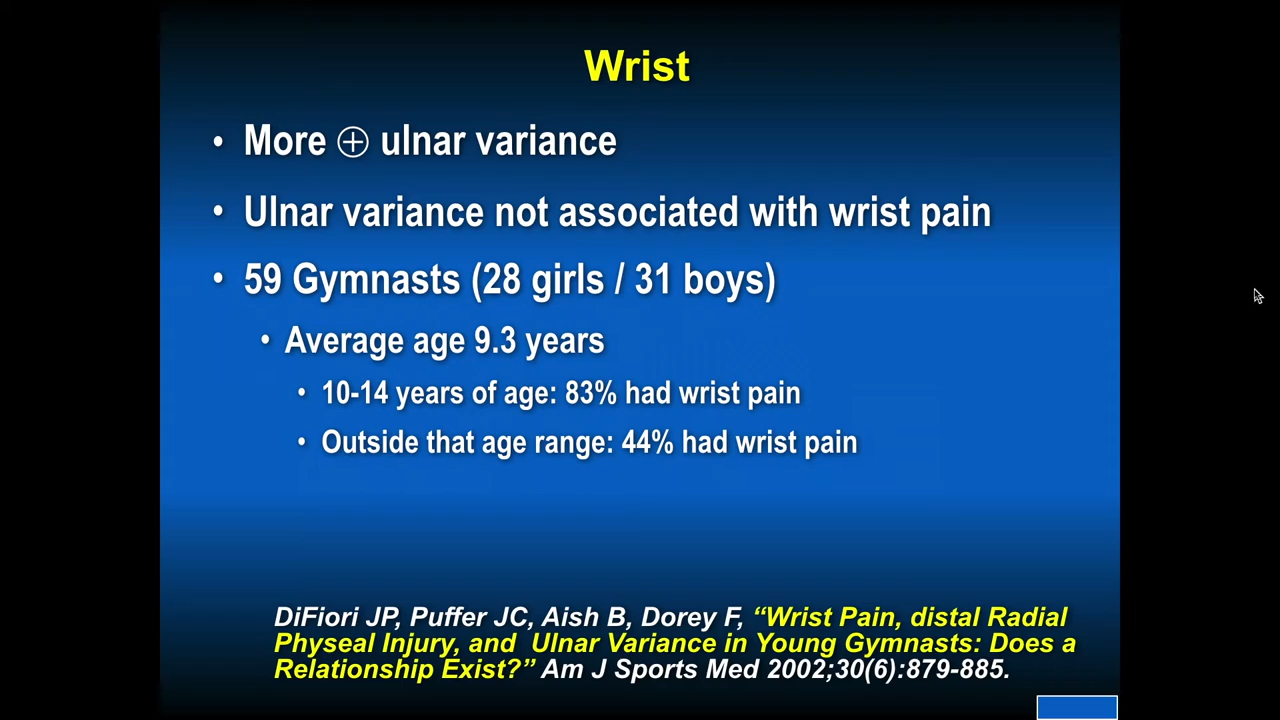 Wrist
• More ⊕ ulnar variance
• Ulnar variance not associated with wrist pain
• 59 Gymnasts (28 girls / 31 boys)
• Average age 9.3 years
• 10-14 years of age: 83% had wrist pain
• Outside that age range: 44% had wrist pain
DiFiori JP, Puffer JC, Aish B, Dorey F, “Wrist Pain, distal Radial
Physeal Injury, and Ulnar Variance in Young Gymnasts: Does a
Relationship Exist?” Am J Sports Med 2002;30(6):879-885.